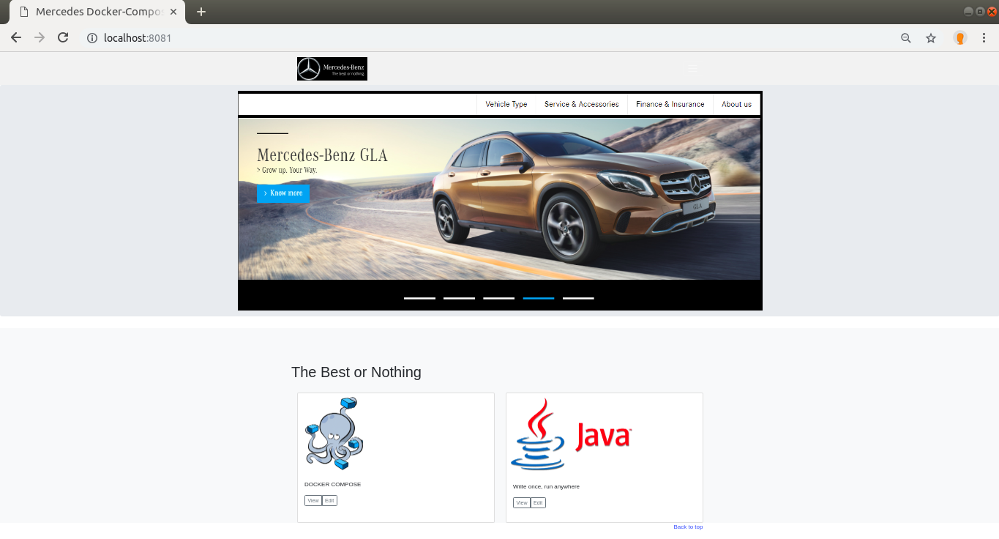 Mercedes Docker-Compos
localhost:8081
Mercedes-Benz
The best or nothing.
Vehicle Type Service & Accessories Finance & Insurance About us
Mercedes-Benz GLA
> Grow up. Your Way.
> Know more
GLA
The Best or Nothing
Java™
DOCKER COMPOSE
View Edit
Write once, run anywhere
View Edit
Back to top